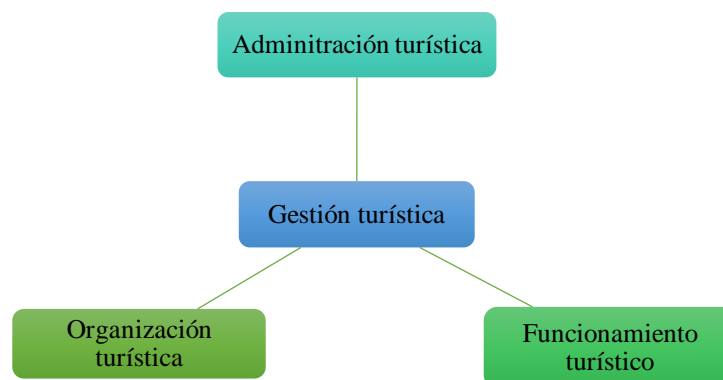 Adminitración turística
Gestión turística
Organización
turística
Funcionamiento
turístico